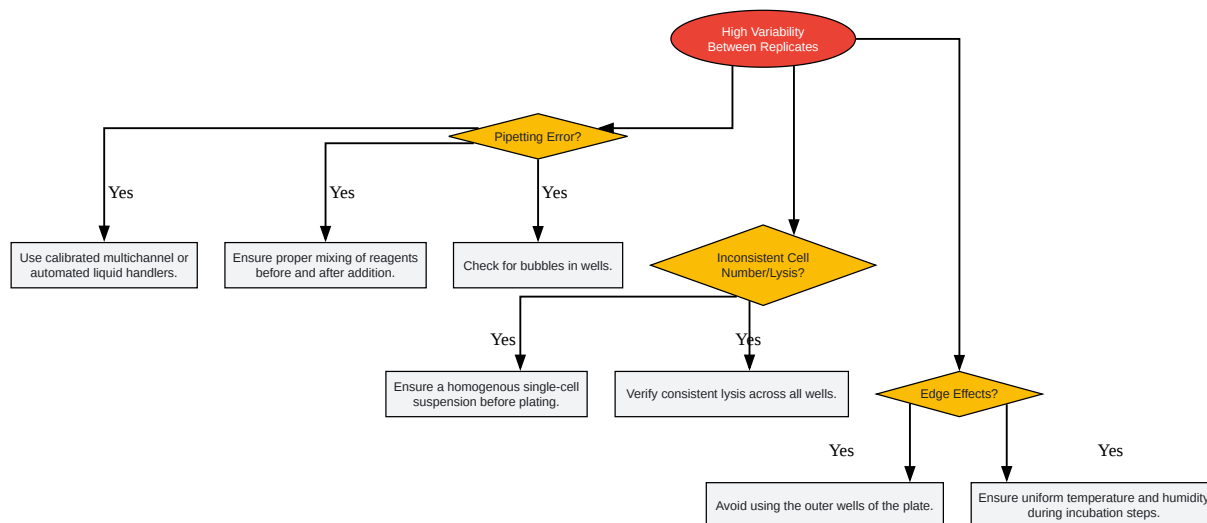 High Variability
Between Replicates
Pipetting Error?
Yes
Yes
Yes
Use calibrated multichannel or
automated liquid handlers.
Ensure proper mixing of reagents
before and after addition.
Check for bubbles in wells.
Inconsistent Cell
Number/Lysis?
Yes
Yes
Ensure a homogenous single-cell
suspension before plating.
Verify consistent lysis across all wells.
Edge Effects?
Yes
Yes
Avoid using the outer wells of the plate.
Ensure uniform temperature and humidity
during incubation steps.